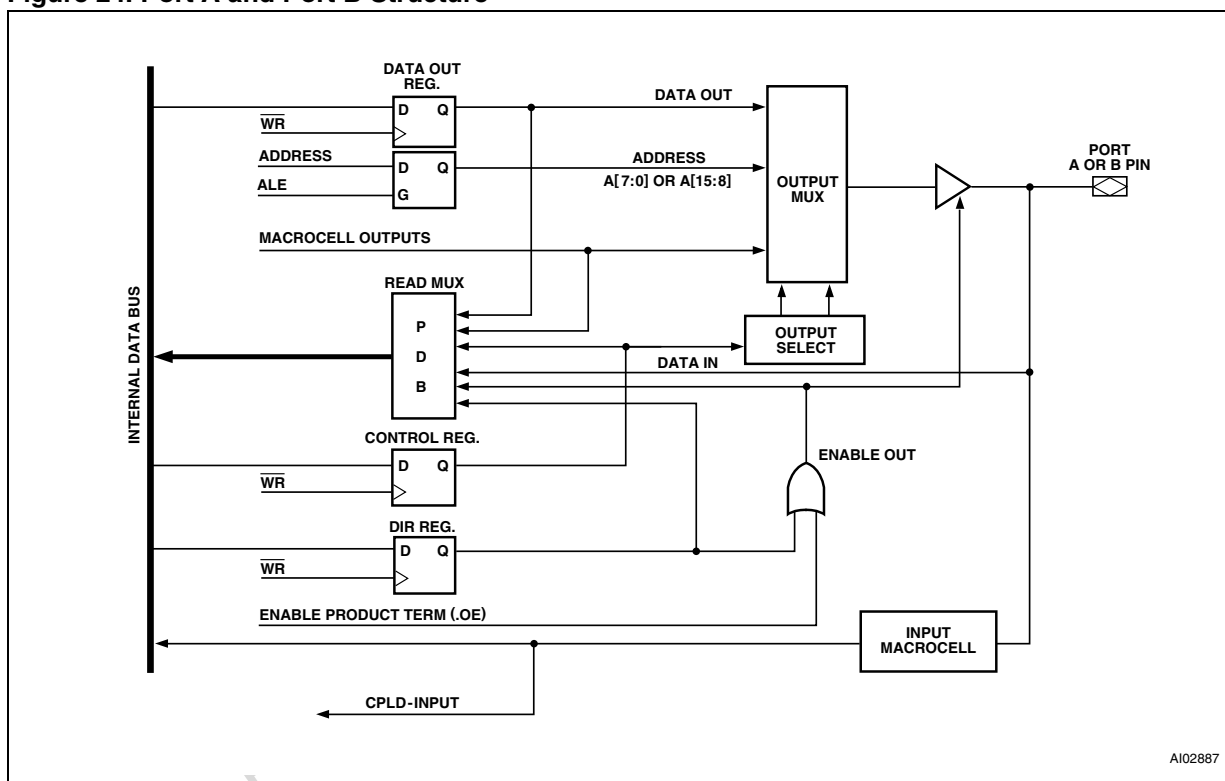 DATA OUT
REG.
D Q
WR
DATA OUT
ADDRESS
ALE
D Q
G
ADDRESS
A[7:0] OR A[15:8]
OUTPUT
MUX
PORT
A OR B PIN
MACROCELL OUTPUTS
READ MUX
P
D
B
OUTPUT
SELECT
DATA IN
INTERNAL DATA BUS
CONTROL REG.
D Q
WR
ENABLE OUT
DIR REG.
D Q
WR
ENABLE PRODUCT TERM (.OE)
INPUT
MACROCELL
CPLD-INPUT
AI02887